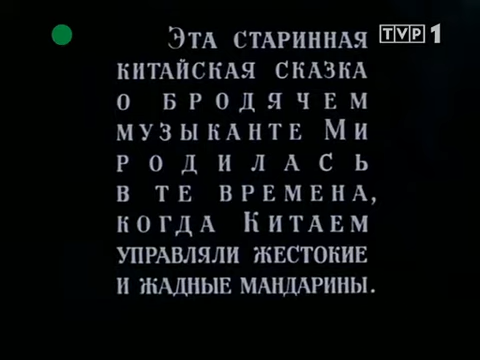 TVP 1
Эта старинная
китайская сказка
о бродячем
музыканте Ми
родилась
в те времена,
когда Китаем
управляли жестокие
и жадные мандарины.